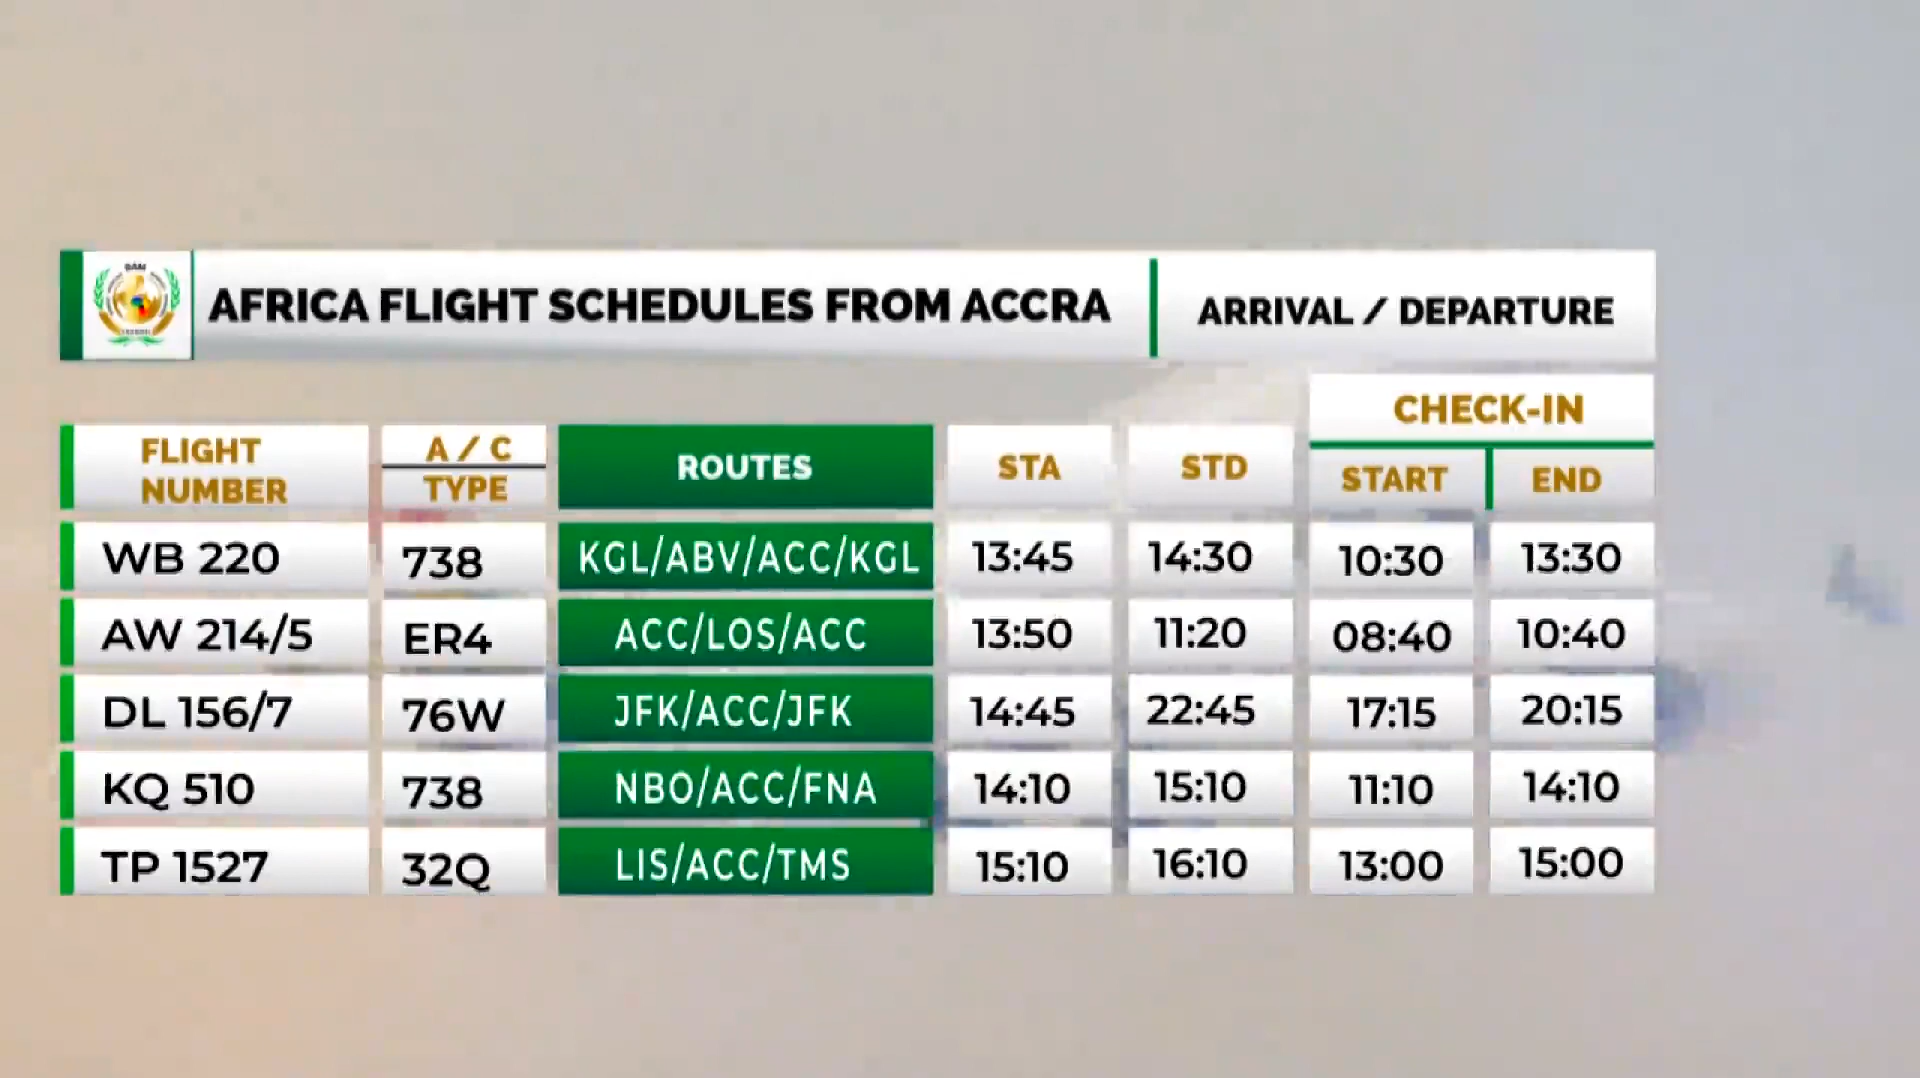 AFRICA FLIGHT SCHEDULES FROM ACCRA ARRIVAL / DEPARTURE
CHECK-IN
FLIGHT NUMBER A / C TYPE ROUTES STA STD START END
WB 220 738 KGL/ABV/ACC/KGL 13:45 14:30 10:30 13:30
AW 214/5 ER4 ACC/LOS/ACC 13:50 11:20 08:40 10:40
DL 156/7 76W JFK/ACC/JFK 14:45 22:45 17:15 20:15
KQ 510 738 NBO/ACC/FNA 14:10 15:10 11:10 14:10
TP 1527 32Q LIS/ACC/TMS 15:10 16:10 13:00 15:00